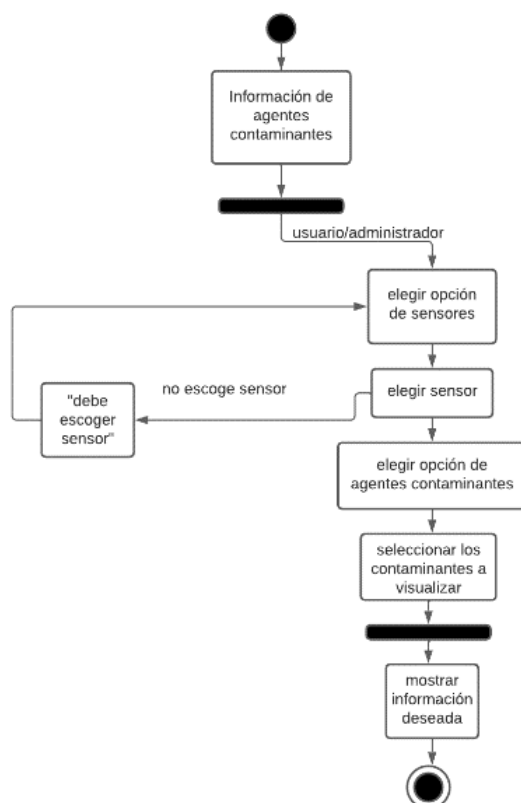 Información de
agentes
contaminantes
usuario/administrador
elegir opción
de sensores
no escoge sensor
elegir sensor
"debe
escoger
sensor"
elegir opción de
agentes contaminantes
seleccionar los
contaminantes a
visualizar
mostrar
información
deseada